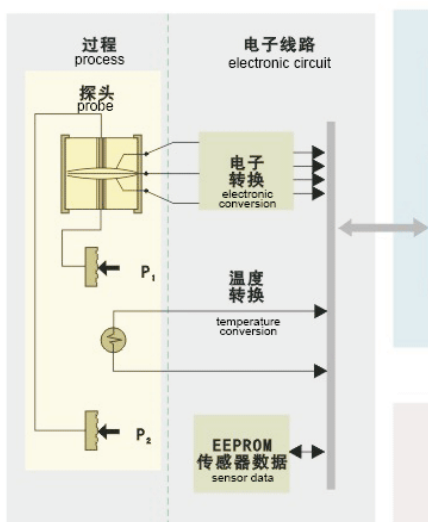 过程
process
电子线路
electronic circuit
探头
probe
电子
转换
electronic
conversion
P1
温度
转换
temperature
conversion
P2
EEPROM
传感器数据
sensor data